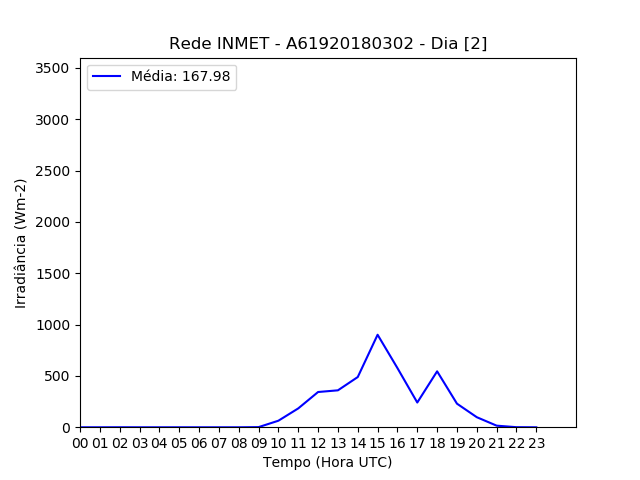 Rede INMET - A61920180302 - Dia [2]
Média: 167.98
3500
3000
2500
2000
1500
1000
500
0
Irradiância (Wm-2)
00 01 02 03 04 05 06 07 08 09 10 11 12 13 14 15 16 17 18 19 20 21 22 23
Tempo (Hora UTC)